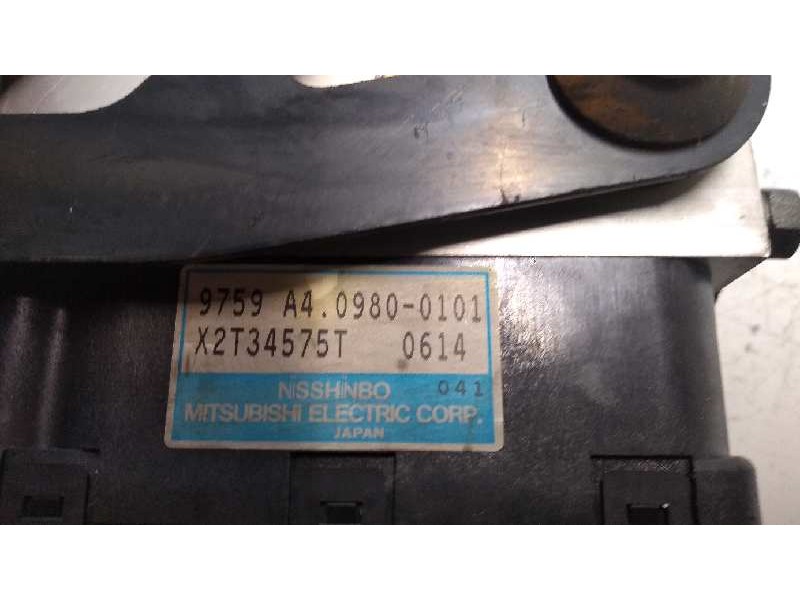 9759 A4.0980-0101
X2T34575T 0614
NISSHINBO 041
MITSUBISHI ELECTRIC CORP.
JAPAN